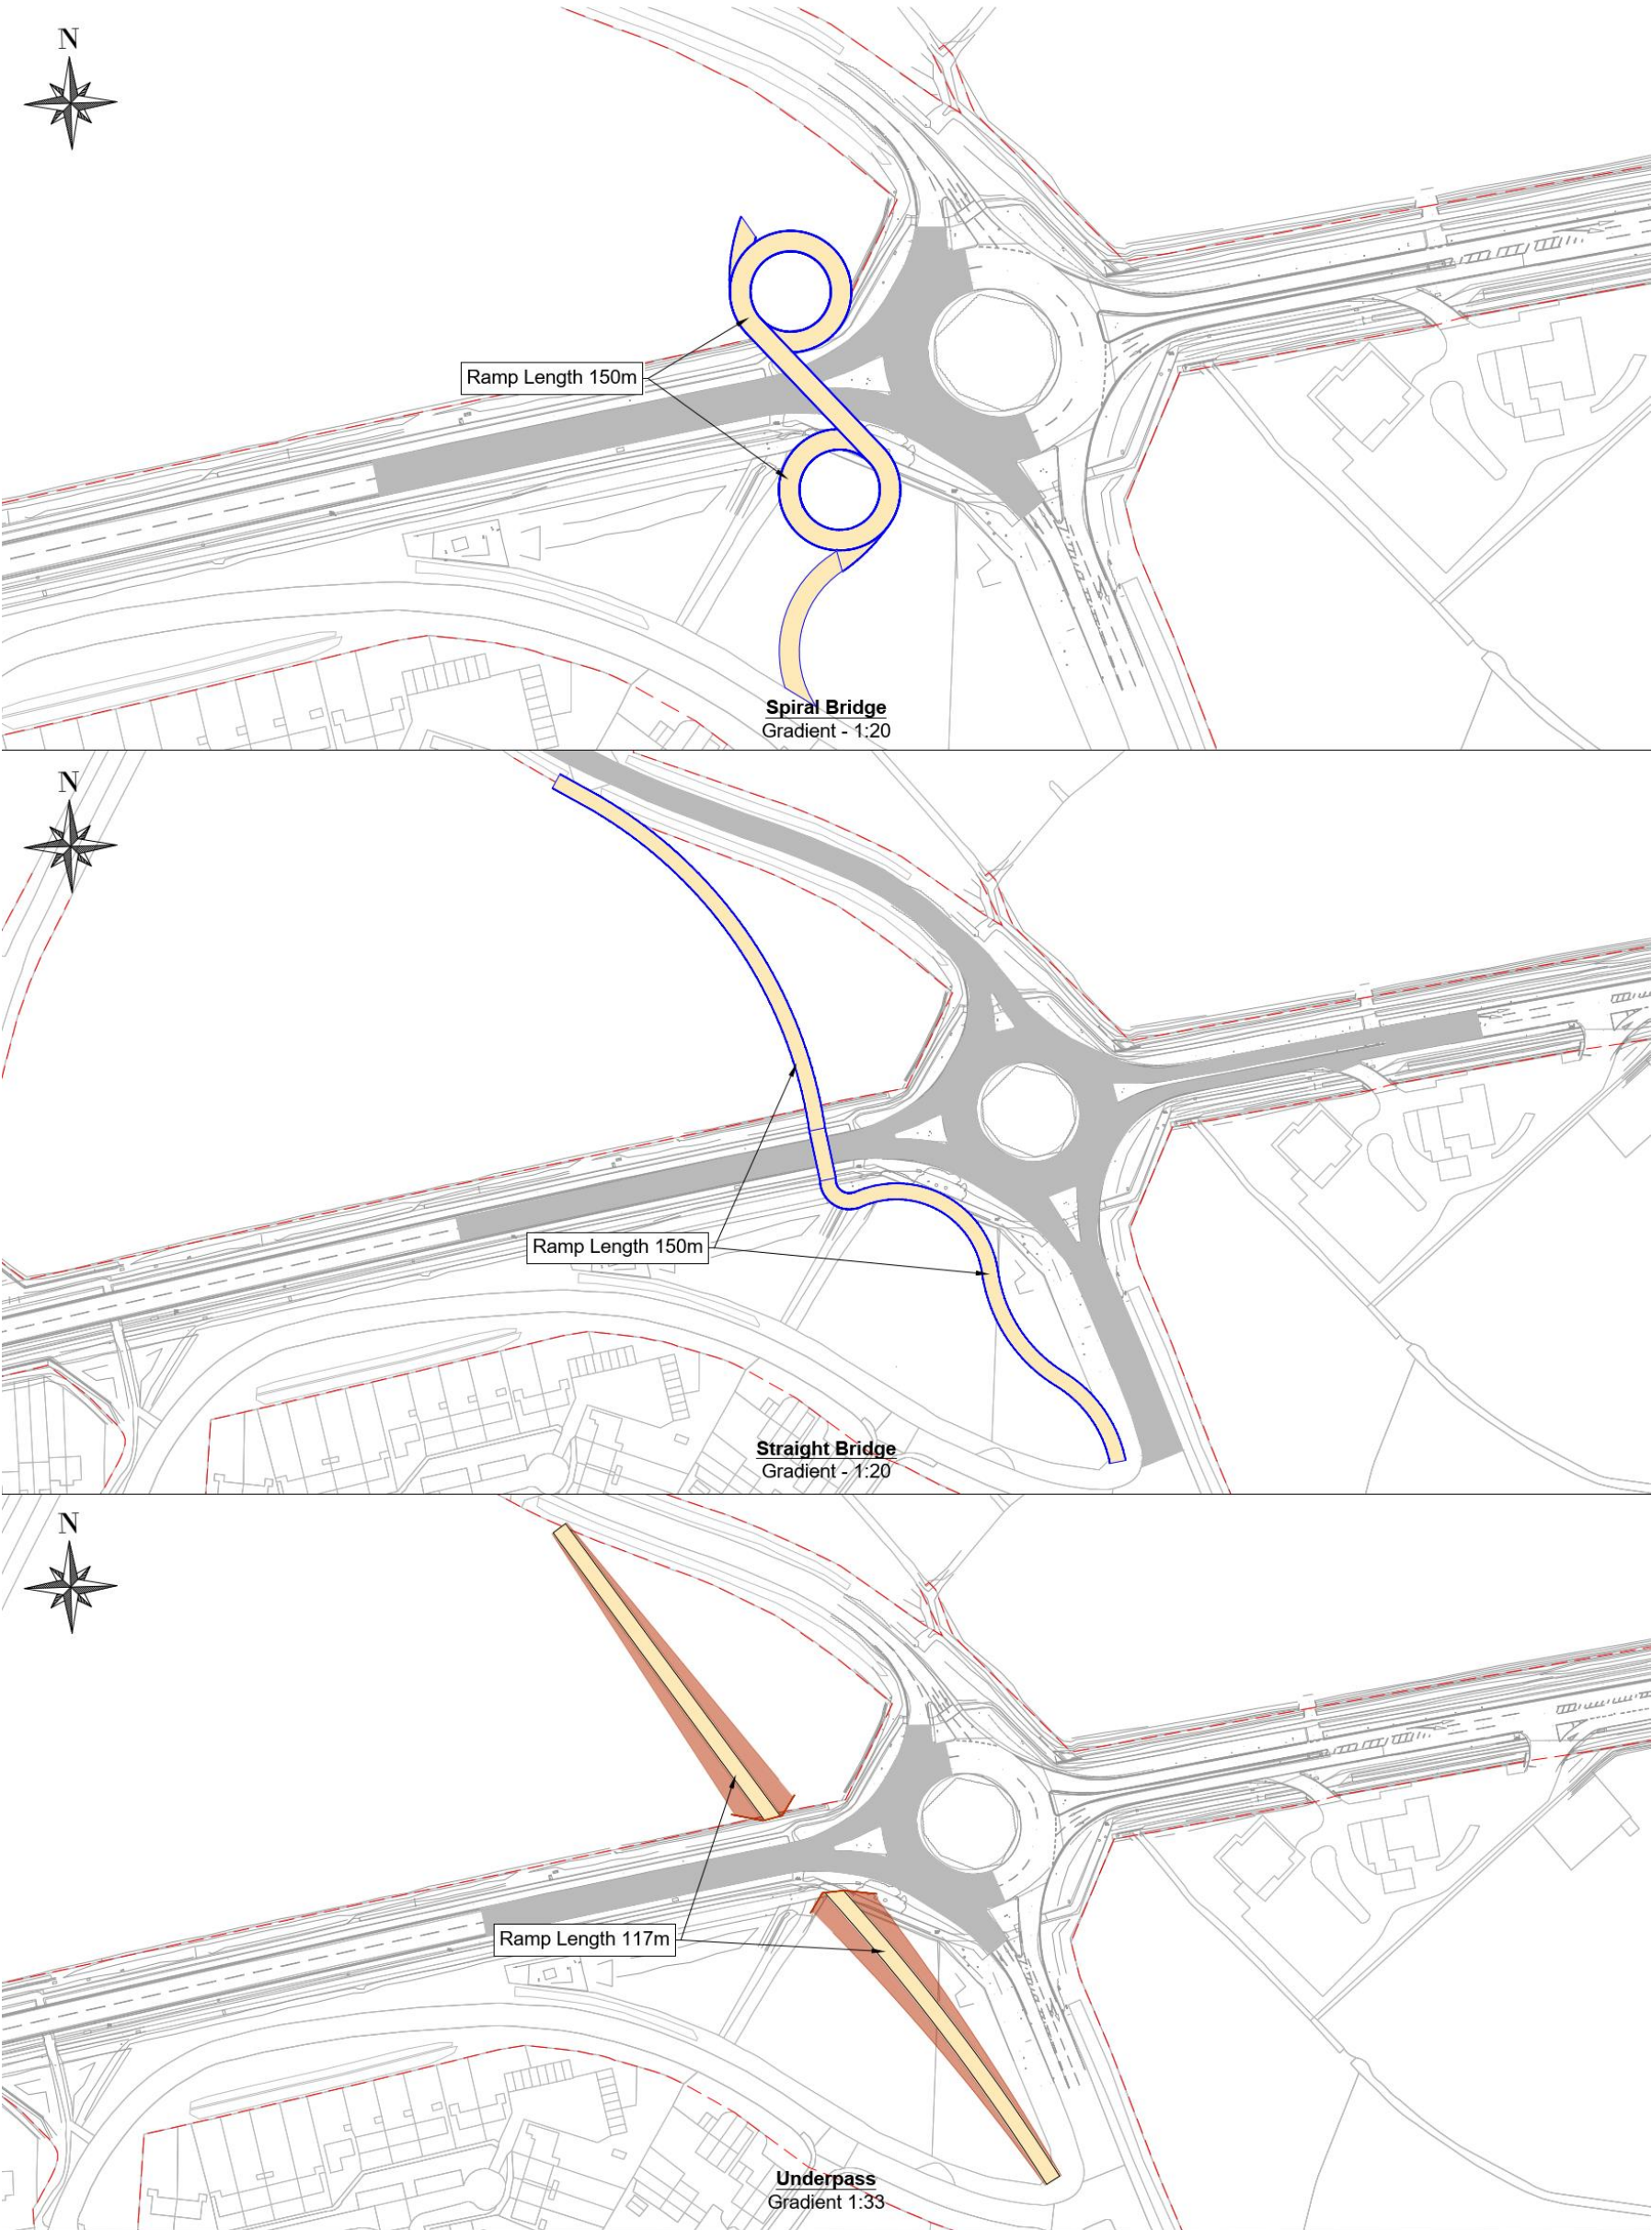 N
Ramp Length 150m
Spiral Bridge
Gradient - 1:20
N
Ramp Length 150m
Straight Bridge
Gradient - 1:20
N
Ramp Length 117m
Underpass
Gradient 1:33